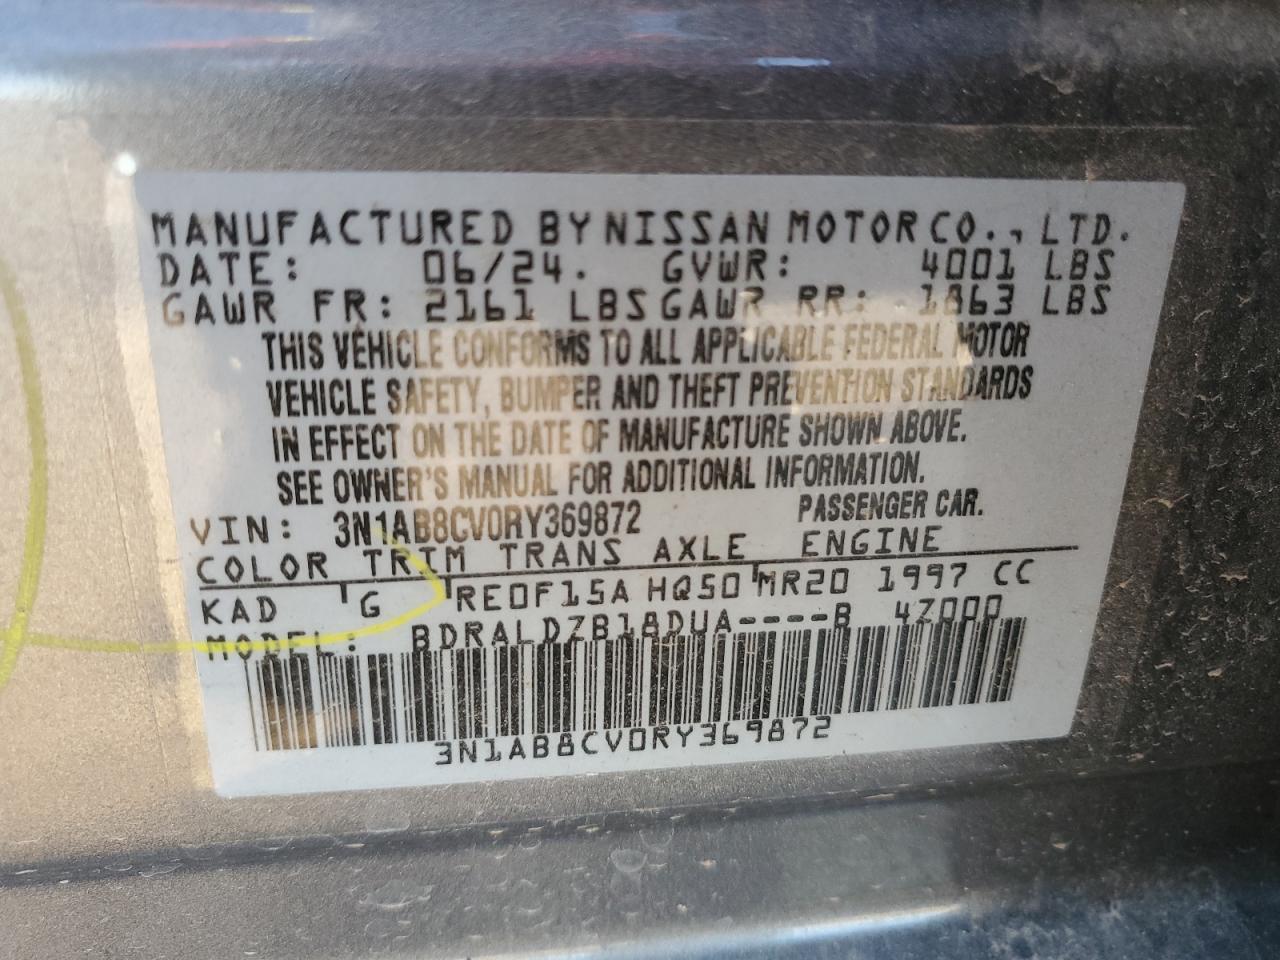 MANUFACTURED BY NISSAN MOTOR CO., LTD.
DATE: 06/24. GVWR: 4001 LBS
GAWR FR: 2161 LBS GAWR RR: 1863 LBS
THIS VEHICLE CONFORMS TO ALL APPLICABLE FEDERAL MOTOR
VEHICLE SAFETY, BUMPER AND THEFT PREVENTION STANDARDS
IN EFFECT ON THE DATE OF MANUFACTURE SHOWN ABOVE.
SEE OWNER'S MANUAL FOR ADDITIONAL INFORMATION.
VIN: 3N1AB8CV0RY369872 PASSENGER CAR.
COLOR TRIM TRANS AXLE ENGINE
KAD G RE0F15A HQ50 MR20 1997 CC
MODEL: BDRALDZB18DUA----B 4Z000
3N1AB8CV0RY369872